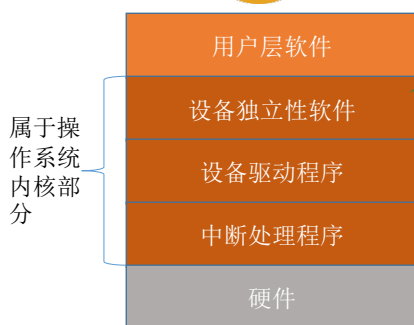 用户层软件
设备独立性软件
属于操
作系统
内核部
分
设备驱动程序
中断处理程序
硬件